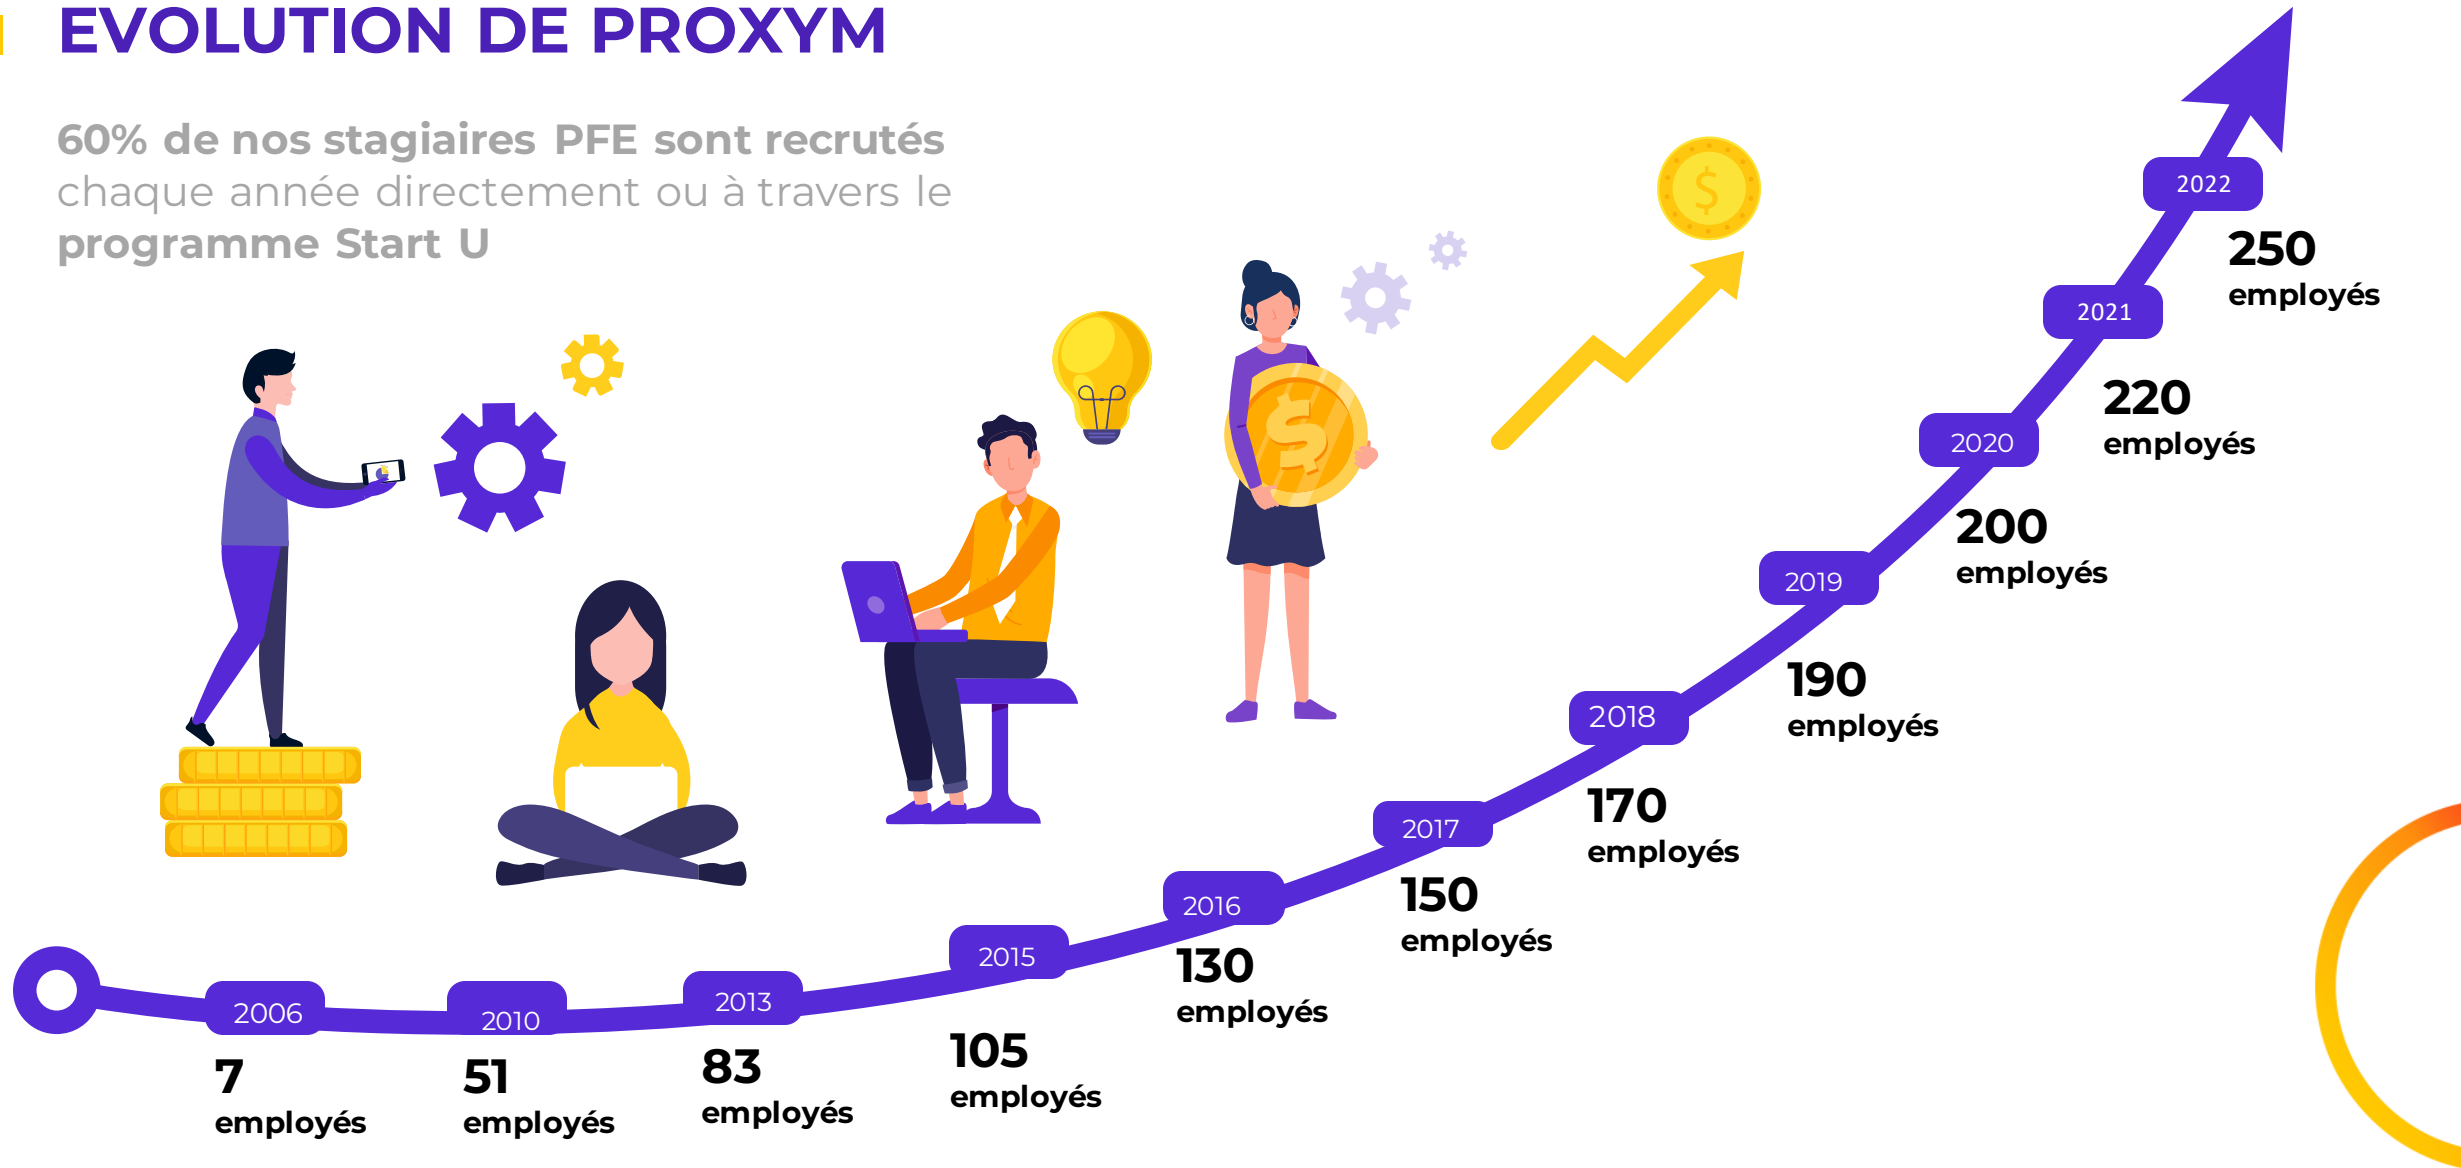 EVOLUTION DE PROXYM
60% de nos stagiaires PFE sont recrutés
chaque année directement ou à travers le
programme Start U
2006
7
employés
2010
51
employés
2013
83
employés
2015
105
employés
2016
130
employés
2017
150
employés
2018
170
employés
2019
190
employés
2020
200
employés
2021
220
employés
2022
250
employés
$
$